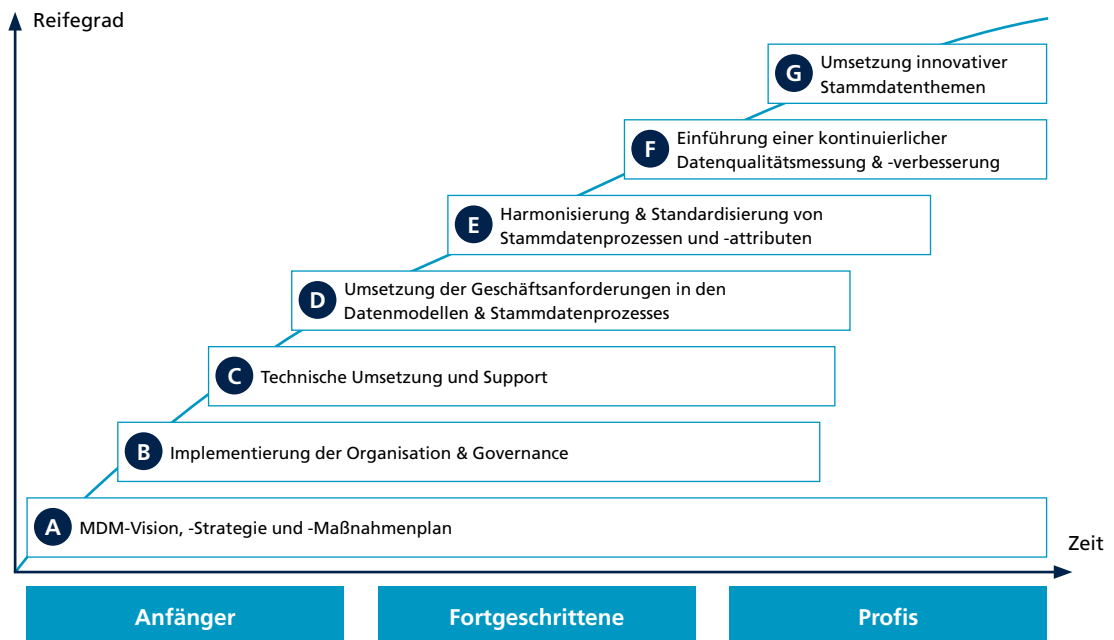 Reifegrad
G
Umsetzung innovativer
Stammdatenthemen
F
Einführung einer kontinuierlicher
Datenqualitätsmessung & -verbesserung
E
Harmonisierung & Standardisierung von
Stammdatenprozessen und -attributen
D
Umsetzung der Geschäftsanforderungen in den
Datenmodellen & Stammdatenprozesses
C
Technische Umsetzung und Support
B
Implementierung der Organisation & Governance
A
MDM-Vision, -Strategie und -Maßnahmenplan
Zeit
Anfänger
Fortgeschrittene
Profis